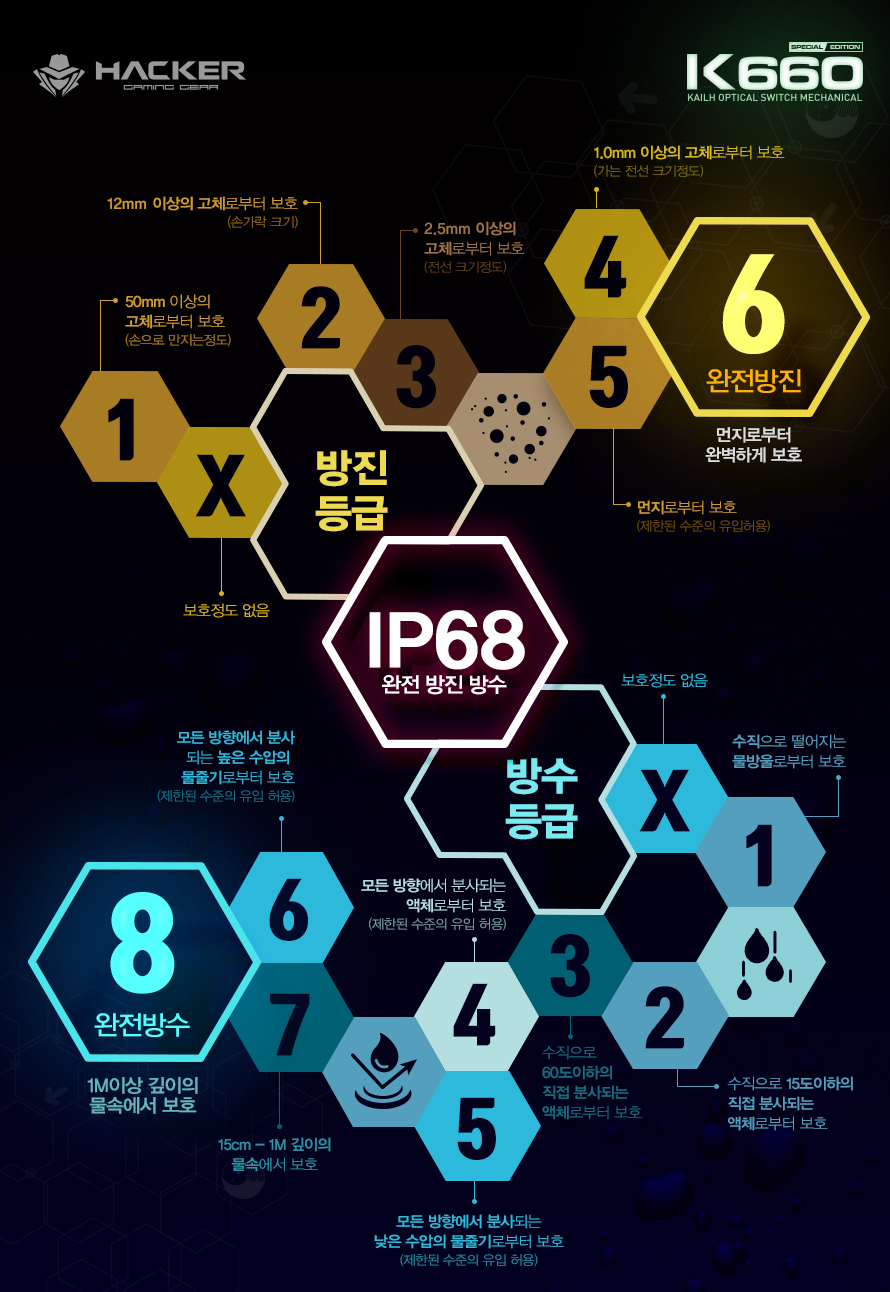 HACKER
GAMING GEAR
SPECIAL EDITION
K660
KAILH OPTICAL SWITCH MECHANICAL
1.0mm 이상의 고체로부터 보호
(가는 전선 크기정도)
12mm 이상의 고체로부터 보호
(손가락 크기)
2.5mm 이상의
고체로부터 보호
(전선 크기정도)
50mm 이상의
고체로부터 보호
(손으로 만지는정도)
1
X
2
3
4
5
6
완전방진
먼지로부터
완벽하게 보호
방진
등급
먼지로부터 보호
(제한된 수준의 유입허용)
보호정도 없음
IP68
완전 방진 방수
보호정도 없음
수직으로 떨어지는
물방울로부터 보호
모든 방향에서 분사
되는 높은 수압의
물줄기로부터 보호
(제한된 수준의 유입 허용)
방수
등급
X
1
모든 방향에서 분사되는
액체로부터 보호
(제한된 수준의 유입 허용)
6
8
완전방수
7
4
3
2
5
1M이상 깊이의
물속에서 보호
수직으로
60도이하의
직접 분사되는
액체로부터 보호
수직으로 15도이하의
직접 분사되는
액체로부터 보호
15cm – 1M 깊이의
물속에서 보호
모든 방향에서 분사되는
낮은 수압의 물줄기로부터 보호
(제한된 수준의 유입 허용)